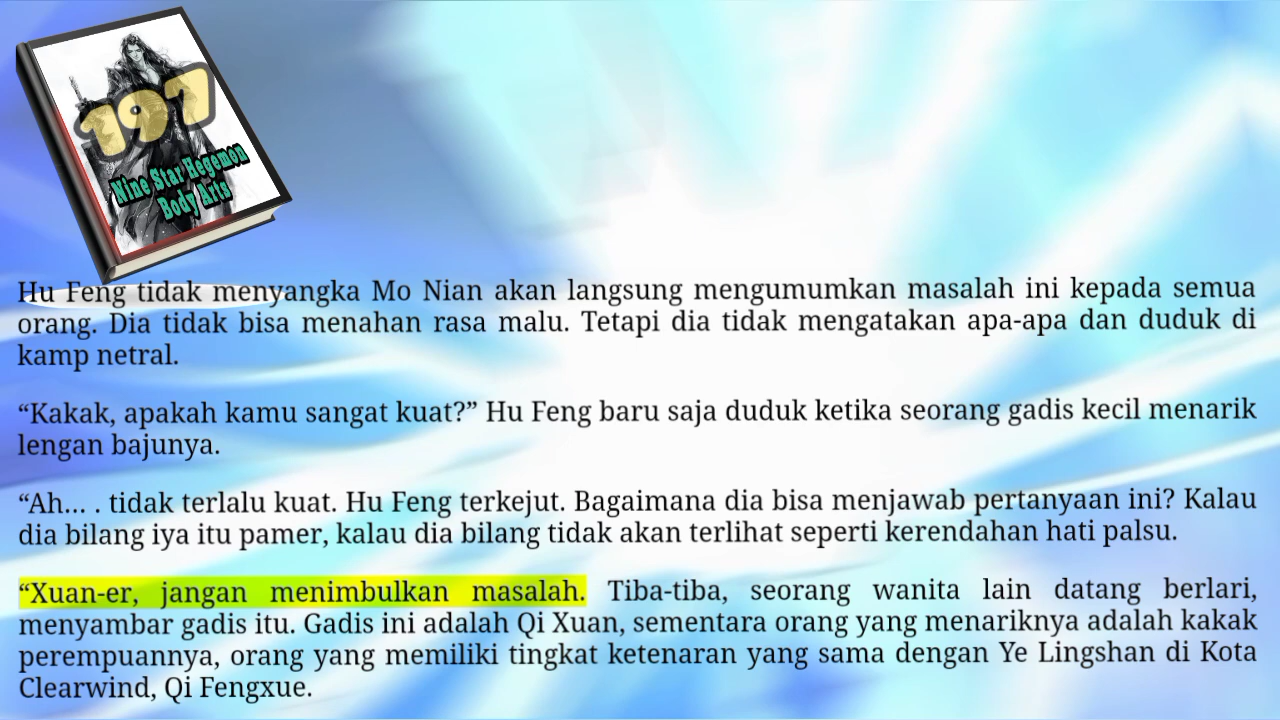 197
Nine Star Hegemon
Body Arts
Hu Feng tidak menyangka Mo Nian akan langsung mengumumkan masalah ini kepada semua
orang. Dia tidak bisa menahan rasa malu. Tetapi dia tidak mengatakan apa-apa dan duduk di
kamp netral.
“Kakak, apakah kamu sangat kuat?” Hu Feng baru saja duduk ketika seorang gadis kecil menarik
lengan bajunya.
“Ah... . tidak terlalu kuat. Hu Feng terkejut. Bagaimana dia bisa menjawab pertanyaan ini? Kalau
dia bilang iya itu pamer, kalau dia bilang tidak akan terlihat seperti kerendahan hati palsu.
“Xuan-er, jangan menimbulkan masalah. Tiba-tiba, seorang wanita lain datang berlari,
menyambar gadis itu. Gadis ini adalah Qi Xuan, sementara orang yang menariknya adalah kakak
perempuannya, orang yang memiliki tingkat ketenaran yang sama dengan Ye Lingshan di Kota
Clearwind, Qi Fengxue.